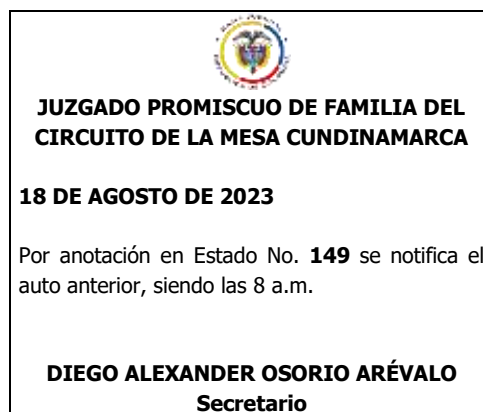 JUZGADO PROMISCUO DE FAMILIA DEL
CIRCUITO DE LA MESA CUNDINAMARCA
18 DE AGOSTO DE 2023
Por anotación en Estado No. 149 se notifica el
auto anterior, siendo las 8 a.m.
DIEGO ALEXANDER OSORIO ARÉVALO
Secretario